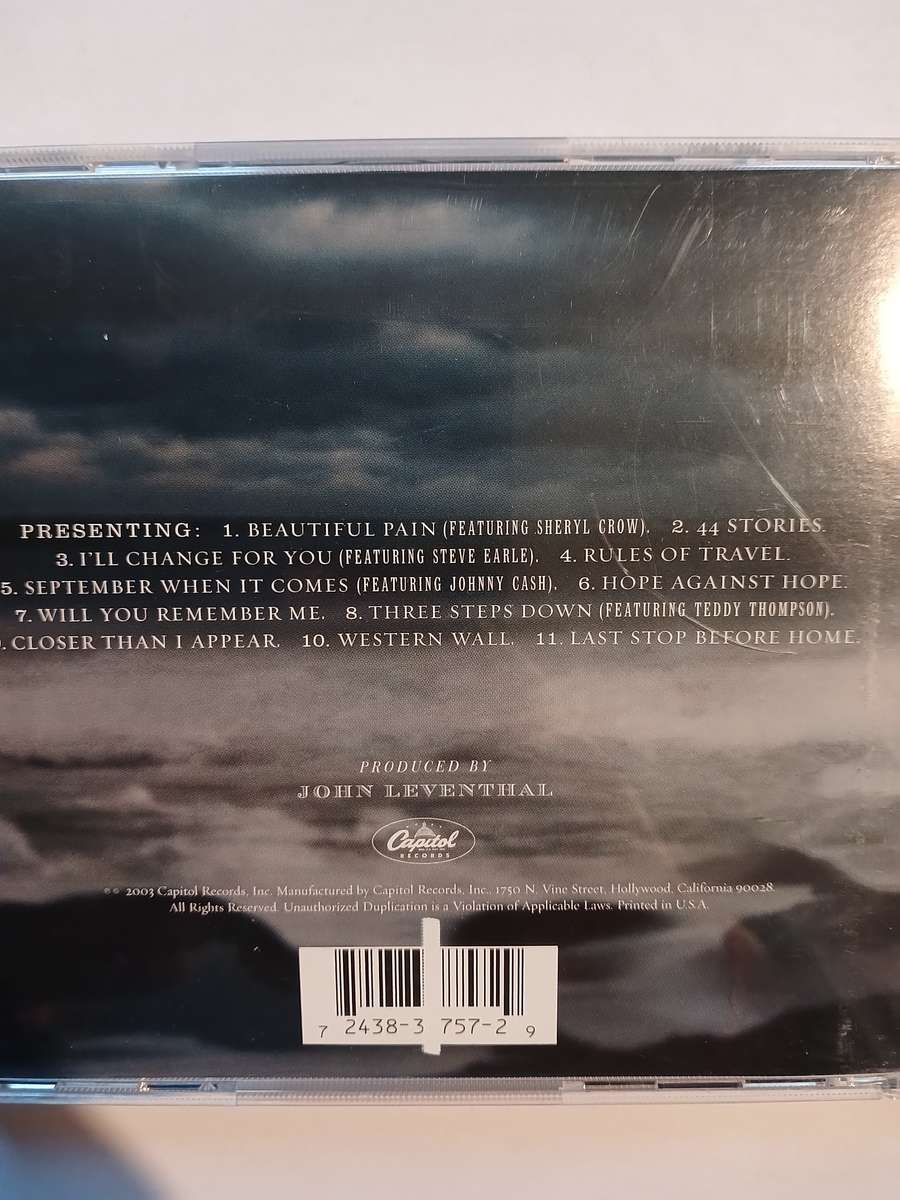 PRESENTING: 1. BEAUTIFUL PAIN (FEATURING SHERYL CROW). 2. 44 STORIES.
3. I'LL CHANGE FOR YOU (FEATURING STEVE EARLE). 4. RULES OF TRAVEL.
5. SEPTEMBER WHEN IT COMES (FEATURING JOHNNY CASH). 6. HOPE AGAINST HOPE.
7. WILL YOU REMEMBER ME. 8. THREE STEPS DOWN (FEATURING TEDDY THOMPSON).
. CLOSER THAN I APPEAR. 10. WESTERN WALL. 11. LAST STOP BEFORE HOME.
PRODUCED BY
JOHN LEVENTHAL
Capitol
RECORDS
℗ © 2003 Capitol Records, Inc. Manufactured by Capitol Records, Inc., 1750 N. Vine Street, Hollywood, California 90028.
All Rights Reserved. Unauthorized Duplication is a Violation of Applicable Laws. Printed in U.S.A.
7 2438-3 757-2 9